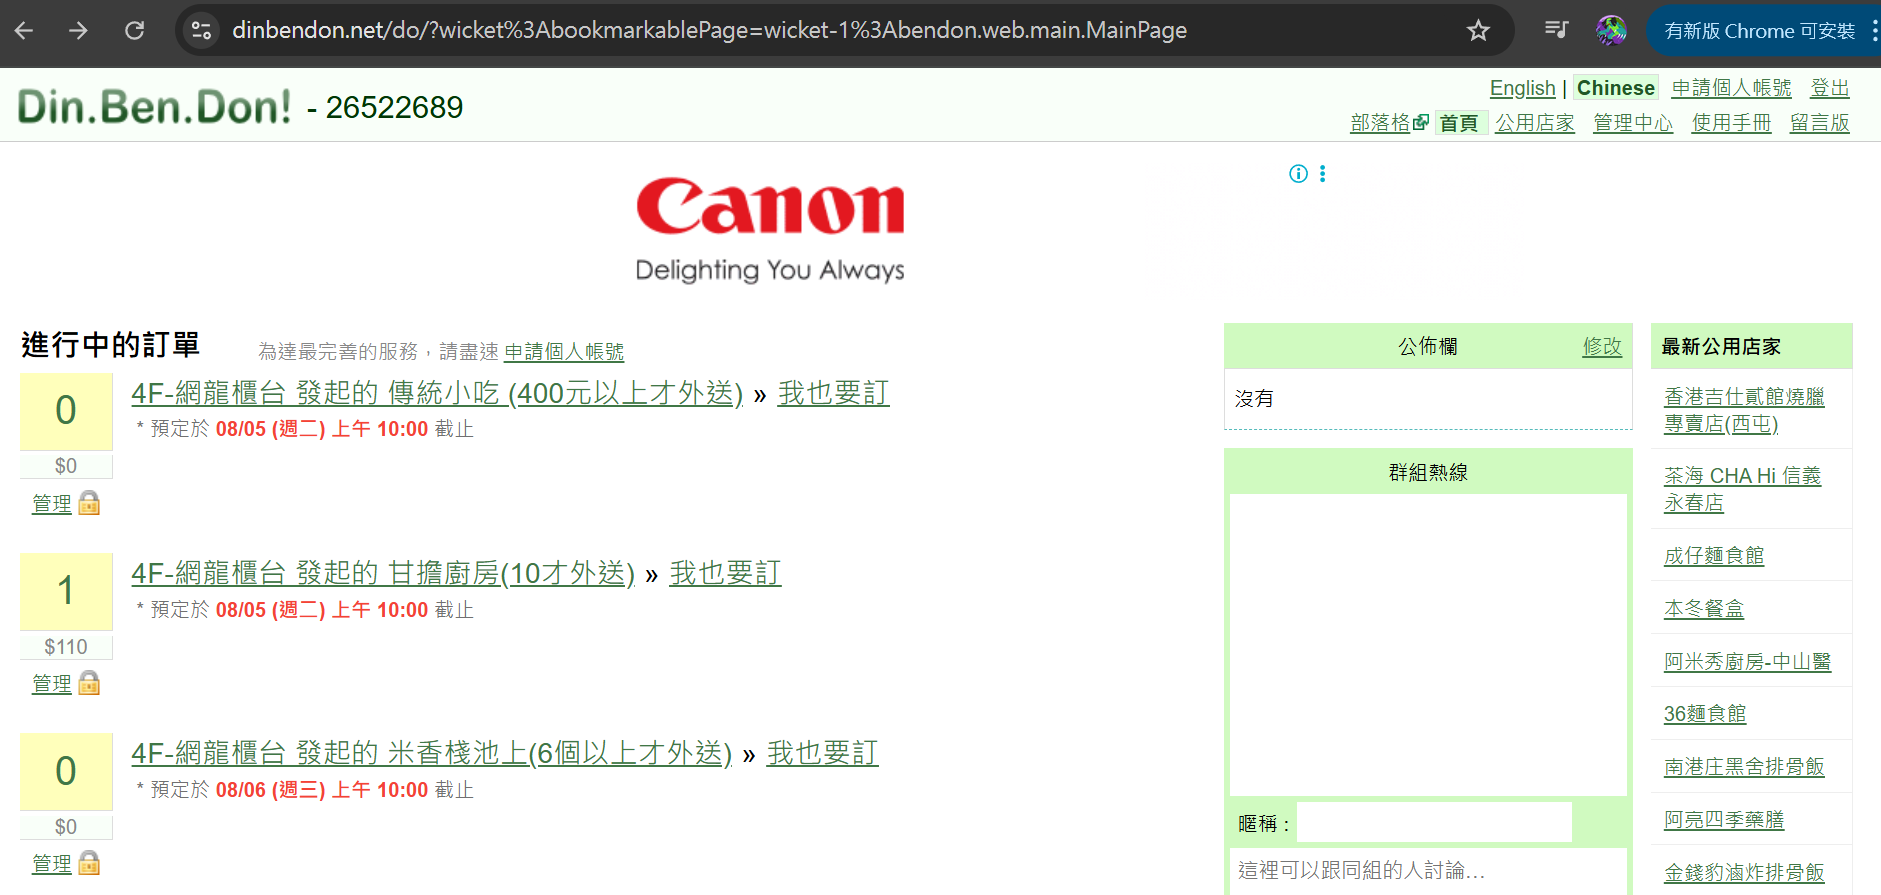 dinbendon.net/do/?wicket%3AbookmarkablePage=wicket-1%3Abendon.web.main.MainPage
有新版 Chrome 可安裝
Din.Ben.Don! - 26522689
English | Chinese 申請個人帳號 登出
部落格 首頁 公用店家 管理中心 使用手冊 留言版
Canon
Delighting You Always
進行中的訂單 為達最完善的服務，請盡速 申請個人帳號
0
$0
管理
4F-網龍櫃台 發起的 傳統小吃 (400元以上才外送) » 我也要訂
* 預定於 08/05 (週二) 上午 10:00 截止
1
$110
管理
4F-網龍櫃台 發起的 甘擔廚房(10才外送) » 我也要訂
* 預定於 08/05 (週二) 上午 10:00 截止
0
$0
管理
4F-網龍櫃台 發起的 米香棧池上(6個以上才外送) » 我也要訂
* 預定於 08/06 (週三) 上午 10:00 截止
公佈欄 修改
沒有
群組熱線
暱稱 :
這裡可以跟同組的人討論...
最新公用店家
香港吉仕貳館燒臘
專賣店(西屯)
茶海 CHA Hi 信義
永春店
成仔麵食館
本冬餐盒
阿米秀廚房-中山醫
36麵食館
南港庄黑舍排骨飯
阿亮四季藥膳
金錢豹滷炸排骨飯